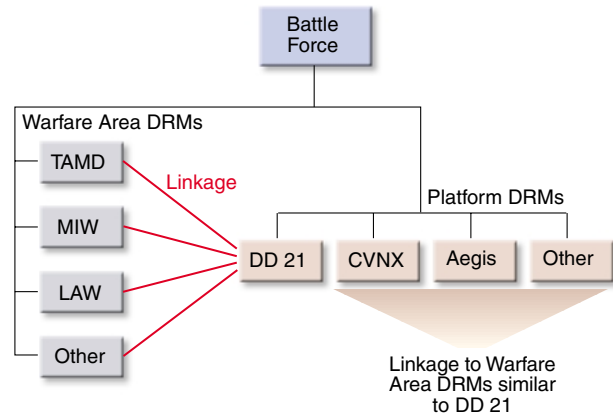 Battle
Force
Warfare Area DRMs
TAMD
Linkage
MIW
Platform DRMs
DD 21
CVNX
Aegis
Other
LAW
Other
Linkage to Warfare
Area DRMs similar
to DD 21